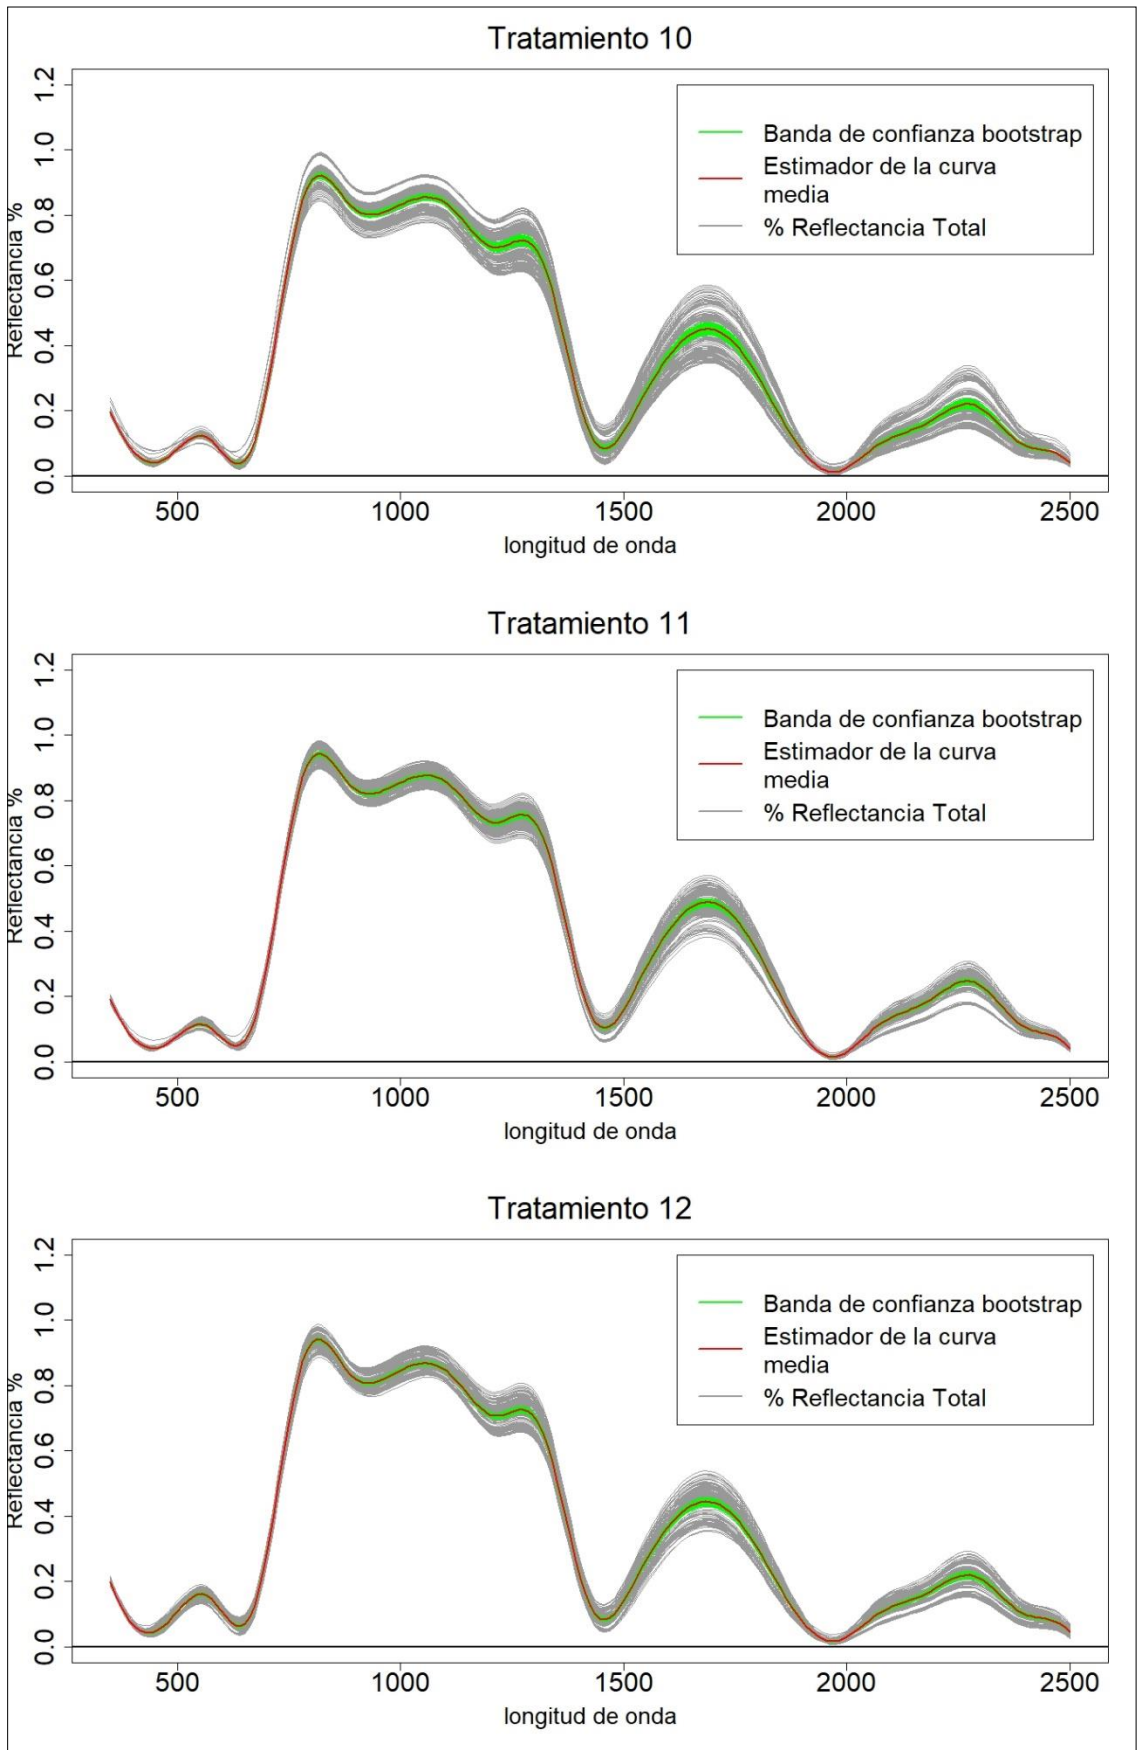 Tratamiento 10
1.2
1.0
0.8
0.6
0.4
0.2
0.0
Reflectancia %
Banda de confianza bootstrap
Estimador de la curva
media
% Reflectancia Total
500 1000 1500 2000 2500
longitud de onda
Tratamiento 11
1.2
1.0
0.8
0.6
0.4
0.2
0.0
Reflectancia %
Banda de confianza bootstrap
Estimador de la curva
media
% Reflectancia Total
500 1000 1500 2000 2500
longitud de onda
Tratamiento 12
1.2
1.0
0.8
0.6
0.4
0.2
0.0
Reflectancia %
Banda de confianza bootstrap
Estimador de la curva
media
% Reflectancia Total
500 1000 1500 2000 2500
longitud de onda